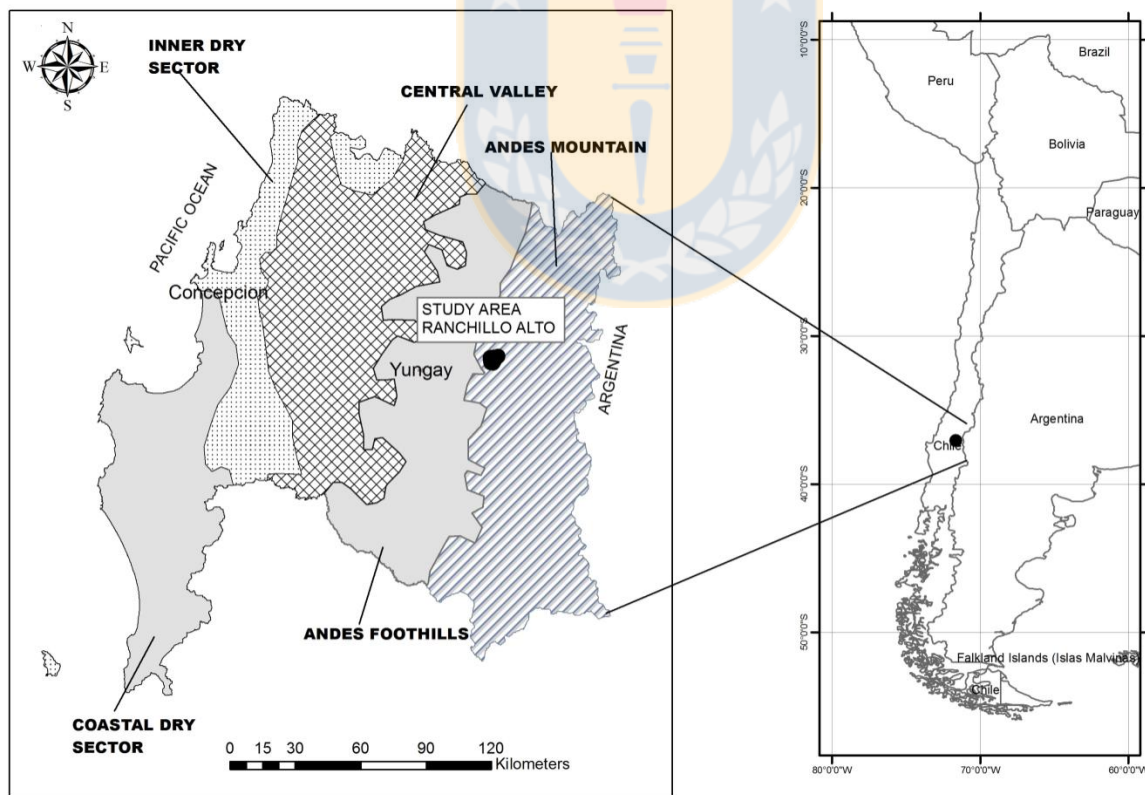 N
W E
S
INNER DRY
SECTOR
CENTRAL VALLEY
ANDES MOUNTAIN
PACIFIC OCEAN
Concepcion
STUDY AREA
RANCHILLO ALTO
Yungay
ARGENTINA
ANDES FOOTHILLS
COASTAL DRY
SECTOR
0 15 30 60 90 120
Kilometers
10°0'0"S
20°0'0"S
30°0'0"S
40°0'0"S
50°0'0"S
Brazil
Peru
Bolivia
Paraguay
Argentina
Chile
Falkland Islands (Islas Malvinas)
Chile
80°0'0"W 70°0'0"W 60°0'0"W